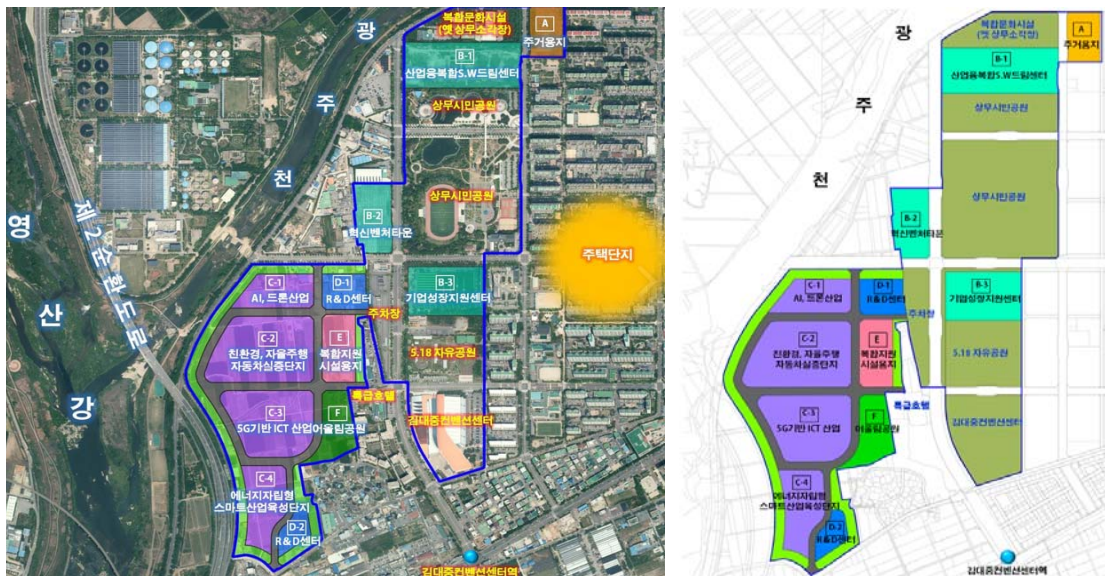 복합문화시설
(옛 상무소각장)
A
주거용지
광
B-1
산업융복합S.W드림센터
주
상무시민공원
천
상무시민공원
B-2
혁신벤처타운
영
제2순환도로
주택단지
C-1
AI, 드론산업
D-1
R&D센터
B-3
기업성장지원센터
산
주차장
C-2
친환경, 자율주행
자동차실증단지
E
복합지원
시설용지
5.18 자유공원
강
특급호텔
C-3
5G기반 ICT 산업
F
어울림공원
김대중컨벤션센터
C-4
에너지자립형
스마트산업육성단지
D-2
R&D센터
김대중컨벤션센터역
복합문화시설
(옛 상무소각장)
A
주거용지
광
B-1
산업융복합S.W드림센터
주
상무시민공원
천
상무시민공원
B-2
혁신벤처타운
C-1
AI, 드론산업
D-1
R&D센터
B-3
기업성장지원센터
주차장
C-2
친환경, 자율주행
자동차실증단지
E
복합지원
시설용지
5.18 자유공원
특급호텔
C-3
5G기반 ICT 산업
F
어울림공원
김대중컨벤션센터
C-4
에너지자립형
스마트산업육성단지
D-2
R&D센터
김대중컨벤션센터역